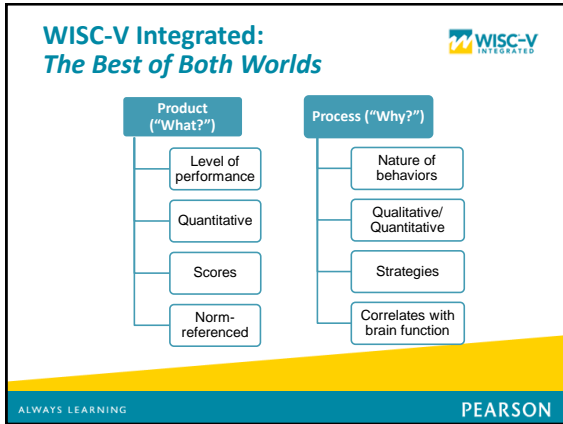 WISC-V Integrated:
The Best of Both Worlds
WISC-V
INTEGRATED
Product
("What?")
Level of
performance
Quantitative
Scores
Norm-
referenced
Process ("Why?")
Nature of
behaviors
Qualitative/
Quantitative
Strategies
Correlates with
brain function
ALWAYS LEARNING
PEARSON